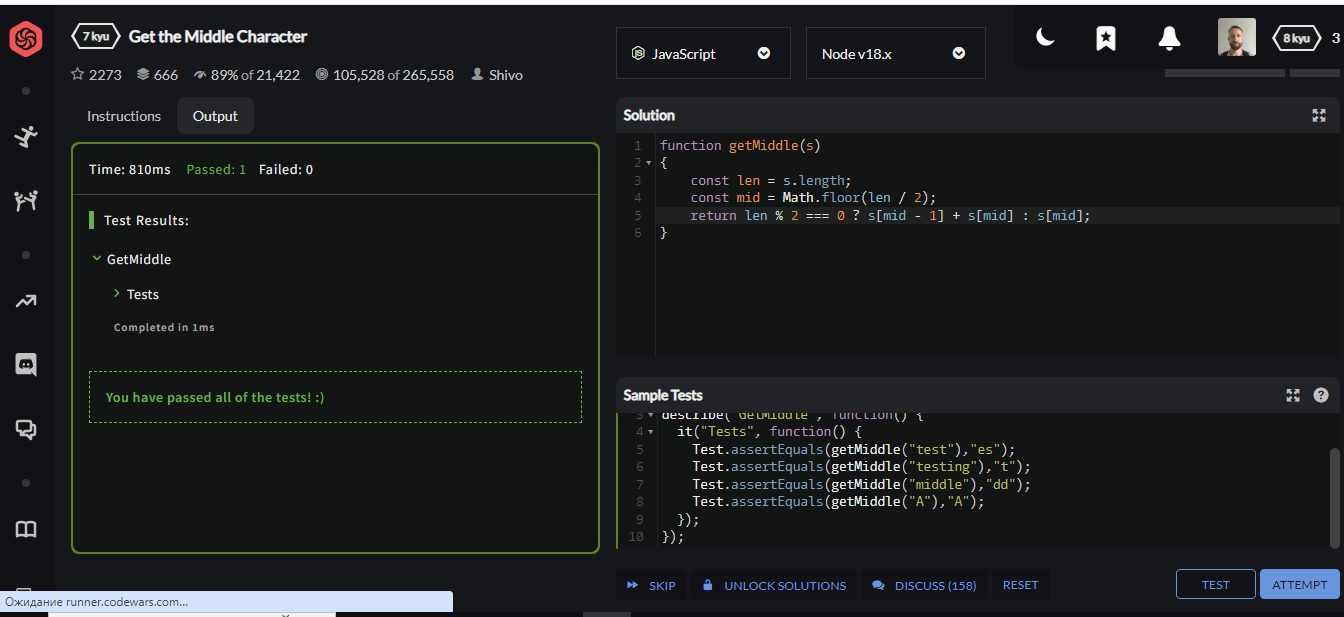 7 kyu
Get the Middle Character
2273 666 89% of 21,422 105,528 of 265,558 Shivo
JavaScript
Node v18.x
8 kyu
3
Instructions
Output
Time: 810ms Passed: 1 Failed: 0
Test Results:
GetMiddle
Tests
Completed in 1ms
You have passed all of the tests! :)
Solution
1 function getMiddle(s)
2 {
3 const len = s.length;
4 const mid = Math.floor(len / 2);
5 return len % 2 === 0 ? s[mid - 1] + s[mid] : s[mid];
6 }
Sample Tests
3 describe("GetMiddle", function() {
4 it("Tests", function() {
5 Test.assertEquals(getMiddle("test"),"es");
6 Test.assertEquals(getMiddle("testing"),"t");
7 Test.assertEquals(getMiddle("middle"),"dd");
8 Test.assertEquals(getMiddle("A"),"A");
9 });
10 });
SKIP
UNLOCK SOLUTIONS
DISCUSS (158)
RESET
TEST
ATTEMPT
Ожидание runner.codewars.com...